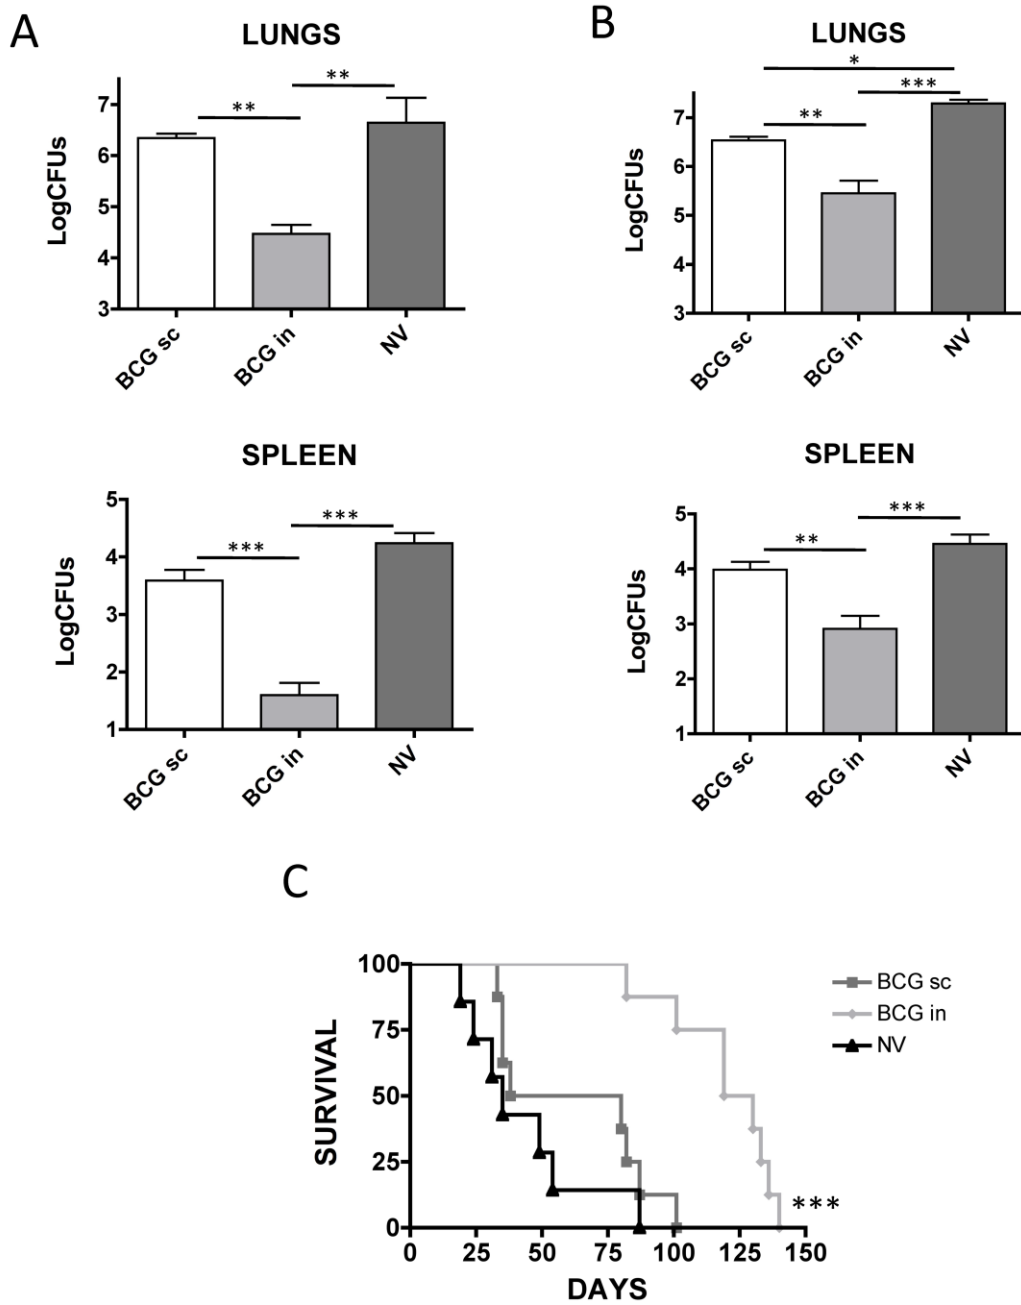 A
LUNGS
LogCFUs
7
6
5
4
3
**
**
BCG sc
BCG in
NV
B
LUNGS
LogCFUs
7
6
5
4
3
*
***
**
BCG sc
BCG in
NV
SPLEEN
LogCFUs
5
4
3
2
1
***
***
BCG sc
BCG in
NV
SPLEEN
LogCFUs
5
4
3
2
1
***
**
BCG sc
BCG in
NV
C
SURVIVAL
100
75
50
25
0
0 25 50 75 100 125 150
DAYS
***
BCG sc
BCG in
NV